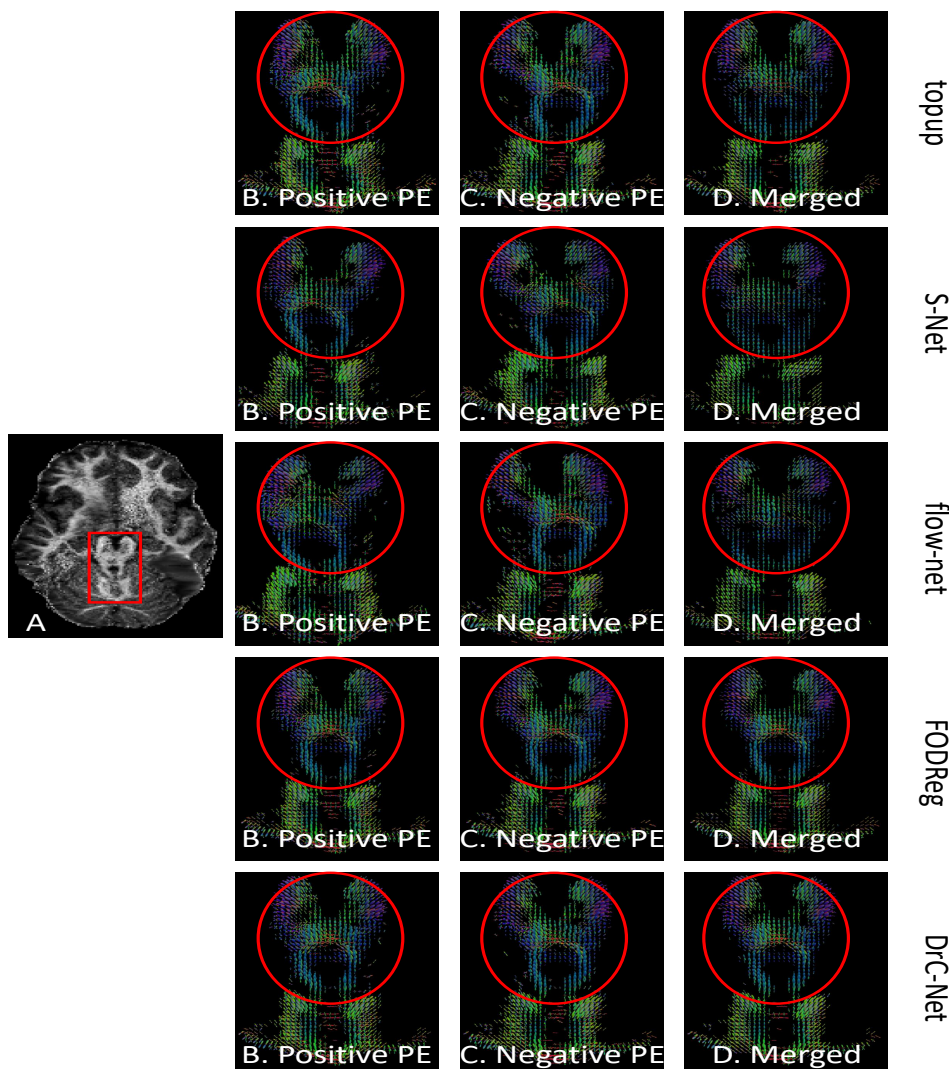 B. Positive PE
C. Negative PE
D. Merged
topup
B. Positive PE
C. Negative PE
D. Merged
S-Net
A
B. Positive PE
C. Negative PE
D. Merged
flow-net
B. Positive PE
C. Negative PE
D. Merged
FODReg
B. Positive PE
C. Negative PE
D. Merged
DrC-Net